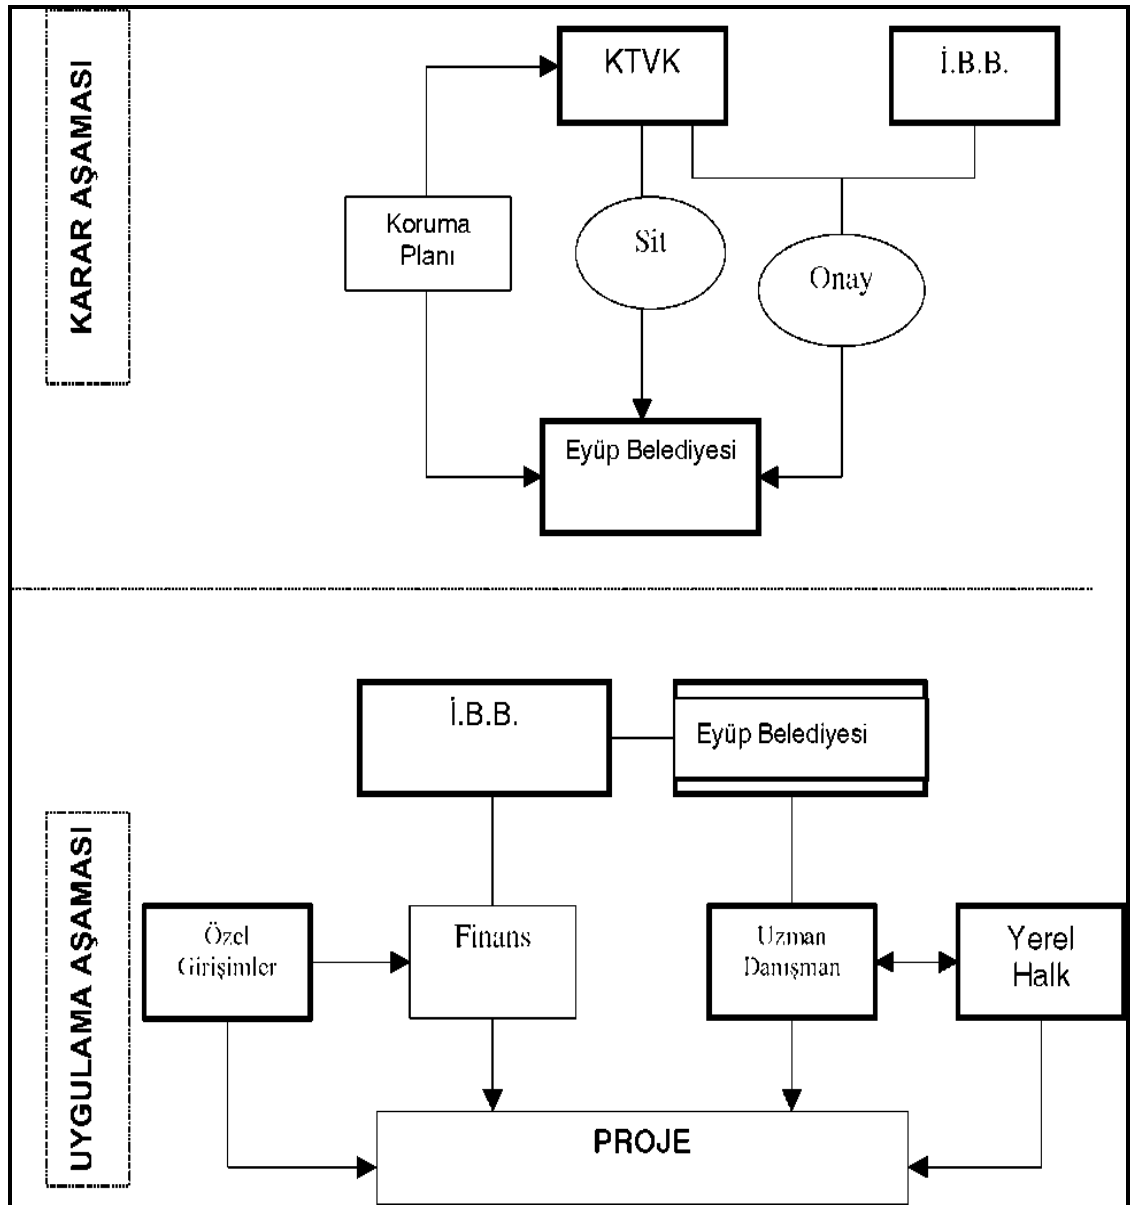 KARAR AŞAMASI
KTVK
İ.B.B.
Koruma
Planı
Sit
Onay
Eyüp Belediyesi
UYGULAMA AŞAMASI
İ.B.B.
Eyüp Belediyesi
Özel
Girişimler
Finans
Uzman
Danışman
Yerel
Halk
PROJE